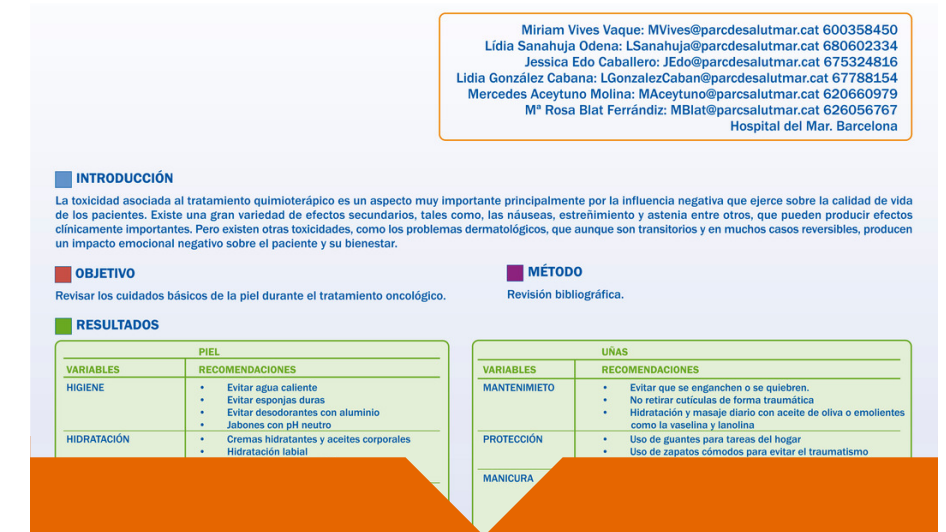 Miriam Vives Vaque: MVives@parcdesalutmar.cat 600358450
Lídia Sanahuja Odena: LSanahuja@parcdesalutmar.cat 680602334
Jessica Edo Caballero: JEdo@parcdesalutmar.cat 675324816
Lidia González Cabana: LGonzalezCaban@parcdesalutmar.cat 67788154
Mercedes Aceytuno Molina: MAceytuno@parcsalutmar.cat 620660979
Mª Rosa Blat Ferrándiz: MBlat@parcsalutmar.cat 626056767
Hospital del Mar. Barcelona
INTRODUCCIÓN
La toxicidad asociada al tratamiento quimioterápico es un aspecto muy importante principalmente por la influencia negativa que ejerce sobre la calidad de vida
de los pacientes. Existe una gran variedad de efectos secundarios, tales como, las náuseas, estreñimiento y astenia entre otros, que pueden producir efectos
clínicamente importantes. Pero existen otras toxicidades, como los problemas dermatológicos, que aunque son transitorios y en muchos casos reversibles, producen
un impacto emocional negativo sobre el paciente y su bienestar.
OBJETIVO
Revisar los cuidados básicos de la piel durante el tratamiento oncológico.
MÉTODO
Revisión bibliográfica.
RESULTADOS
PIEL
VARIABLES RECOMENDACIONES
HIGIENE • Evitar agua caliente
• Evitar esponjas duras
• Evitar desodorantes con aluminio
• Jabones con pH neutro
HIDRATACIÓN • Cremas hidratantes y aceites corporales
• Hidratación labial
UÑAS
VARIABLES RECOMENDACIONES
MANTENIMIETO • Evitar que se enganchen o se quiebren.
• No retirar cutículas de forma traumática
• Hidratación y masaje diario con aceite de oliva o emolientes
como la vaselina y lanolina
PROTECCIÓN • Uso de guantes para tareas del hogar
• Uso de zapatos cómodos para evitar el traumatismo
MANICURA